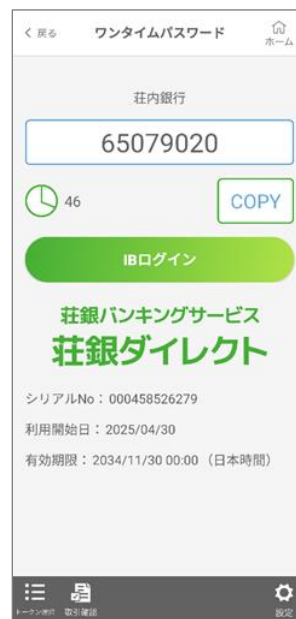 戻る
ワンタイムパスワード
ホーム
荘内銀行
65079020
46
COPY
IBログイン
荘銀バンキングサービス
荘銀ダイレクト
シリアルNo：000458526279
利用開始日：2025/04/30
有効期限：2034/11/30 00:00 （日本時間）
トークン選択
取引確認
設定